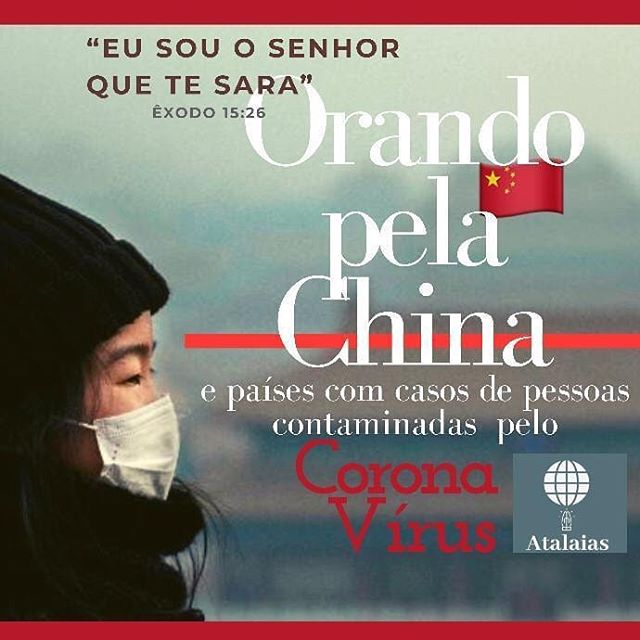 “EU SOU O SENHOR
QUE TE SARA”
ÊXODO 15:26
Orando
pela
China
e países com casos de pessoas
contaminadas pelo
Corona
Vírus
Atalaias